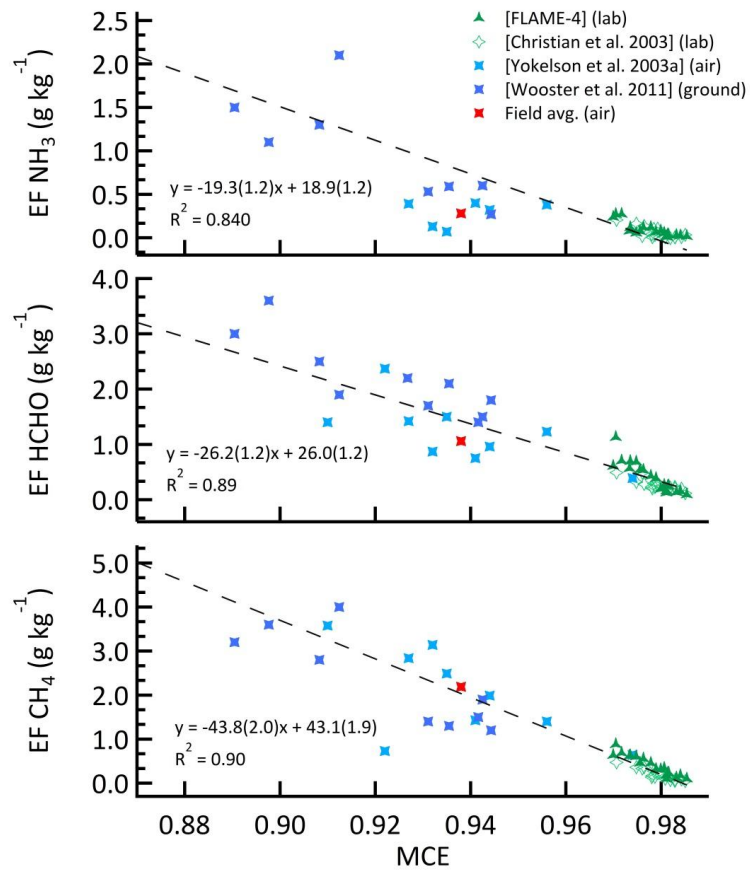 [FLAME-4] (lab)
[Christian et al. 2003] (lab)
[Yokelson et al. 2003a] (air)
[Wooster et al. 2011] (ground)
Field avg. (air)
EF NH3 (g kg-1)
2.5
2.0
1.5
1.0
0.5
0.0
y = -19.3(1.2)x + 18.9(1.2)
R2 = 0.840
EF HCHO (g kg-1)
4.0
3.0
2.0
1.0
0.0
y = -26.2(1.2)x + 26.0(1.2)
R2 = 0.89
EF CH4 (g kg-1)
5.0
4.0
3.0
2.0
1.0
0.0
y = -43.8(2.0)x + 43.1(1.9)
R2 = 0.90
0.88 0.90 0.92 0.94 0.96 0.98
MCE